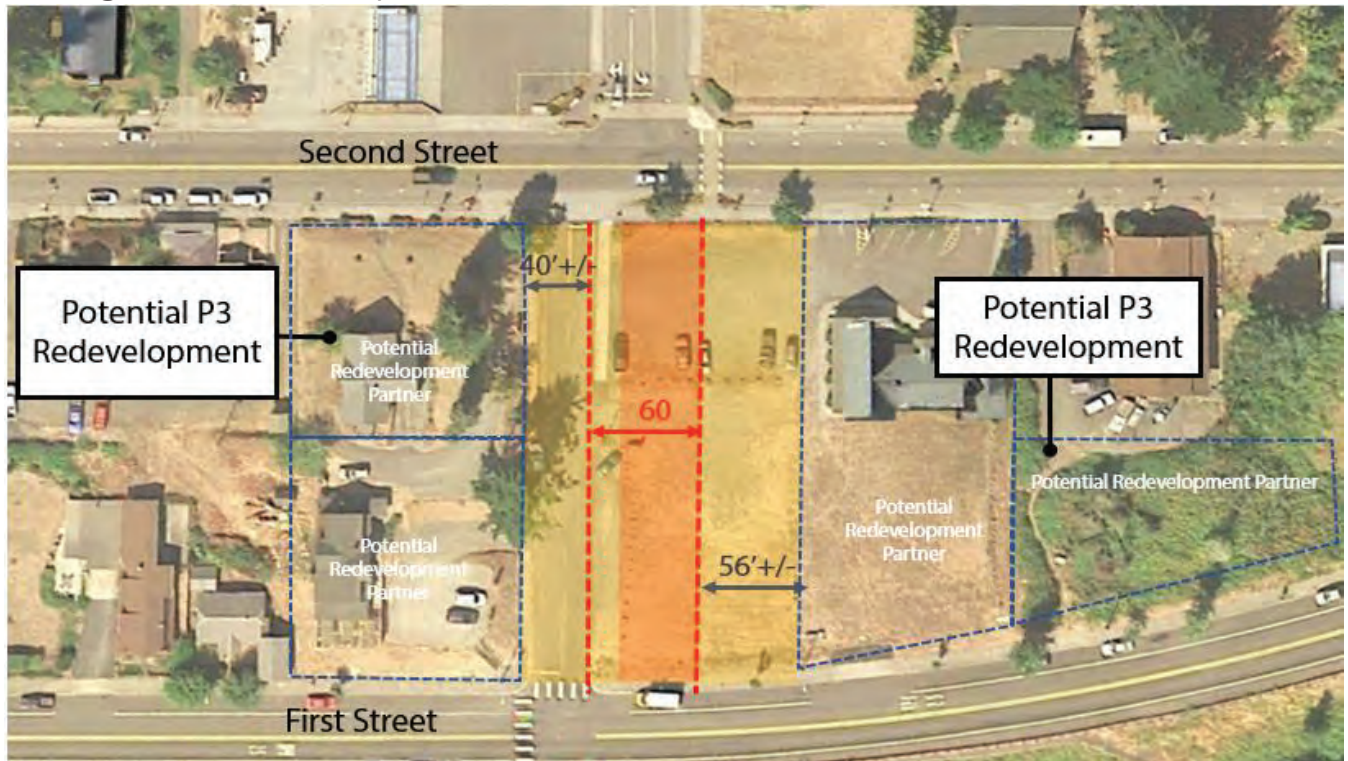 Second Street
40'+/-
Potential P3
Redevelopment
Potential P3
Redevelopment
Potential
Redevelopment
Partner
60
Potential Redevelopment Partner
Potential
Redevelopment
Partner
Potential
Redevelopment
Partner
56'+/-
First Street